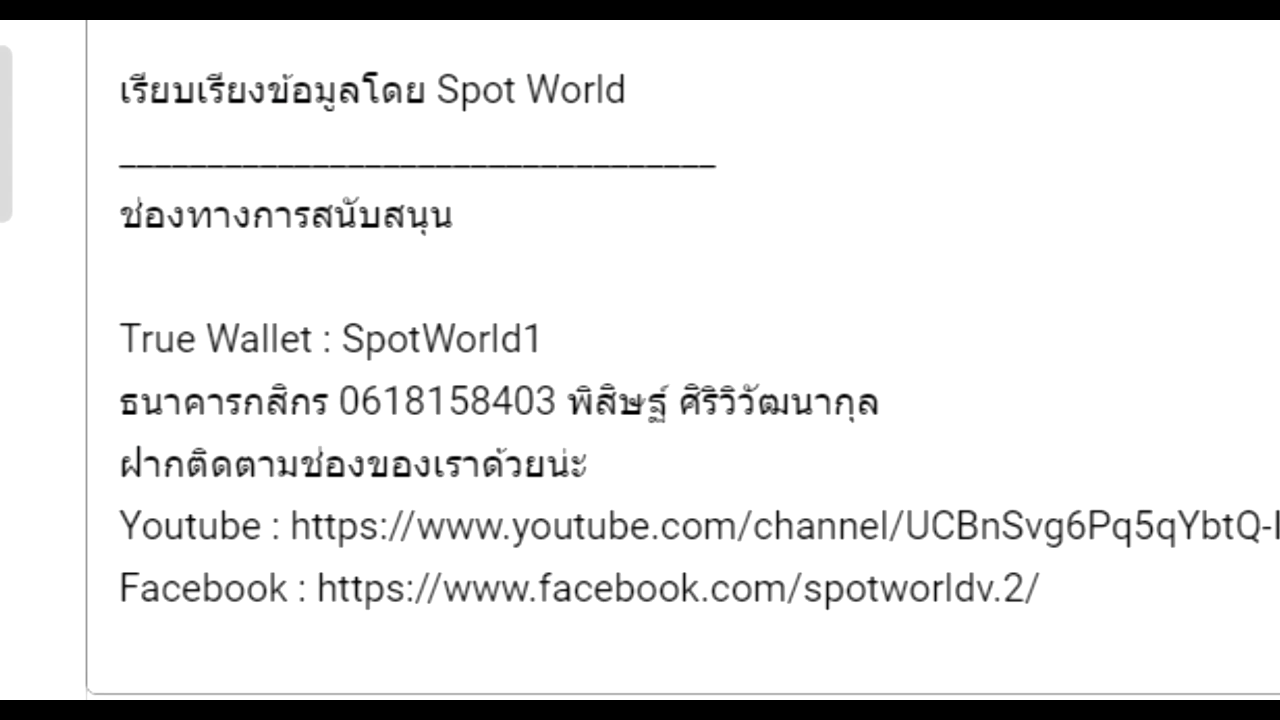 เรียบเรียงข้อมูลโดย Spot World
__________________________________
ช่องทางการสนับสนุน
True Wallet : SpotWorld1
ธนาคารกสิกร 0618158403 พิสิษฐ์ ศิริวิวัฒนากุล
ฝากติดตามช่องของเราด้วยน่ะ
Youtube : https://www.youtube.com/channel/UCBnSvg6Pq5qYbtQ-
Facebook : https://www.facebook.com/spotworldv.2/